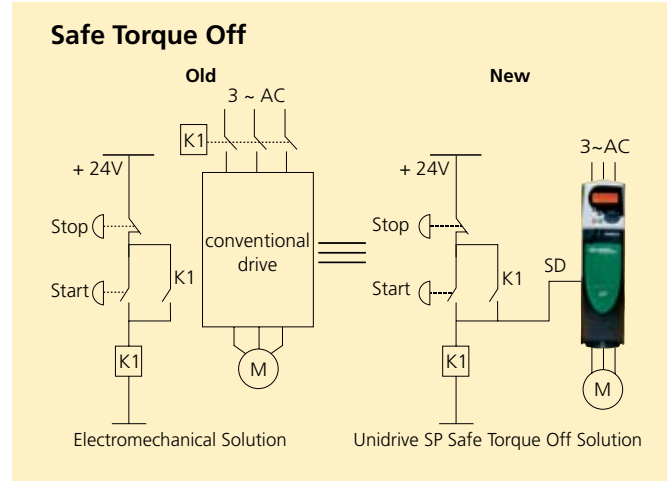 Safe Torque Off
Old
3 ~ AC
K1
+ 24V
Stop
Start
K1
conventional
drive
K1
M
Electromechanical Solution
New
3~AC
+ 24V
Stop
SD
Start
K1
K1
M
Unidrive SP Safe Torque Off Solution